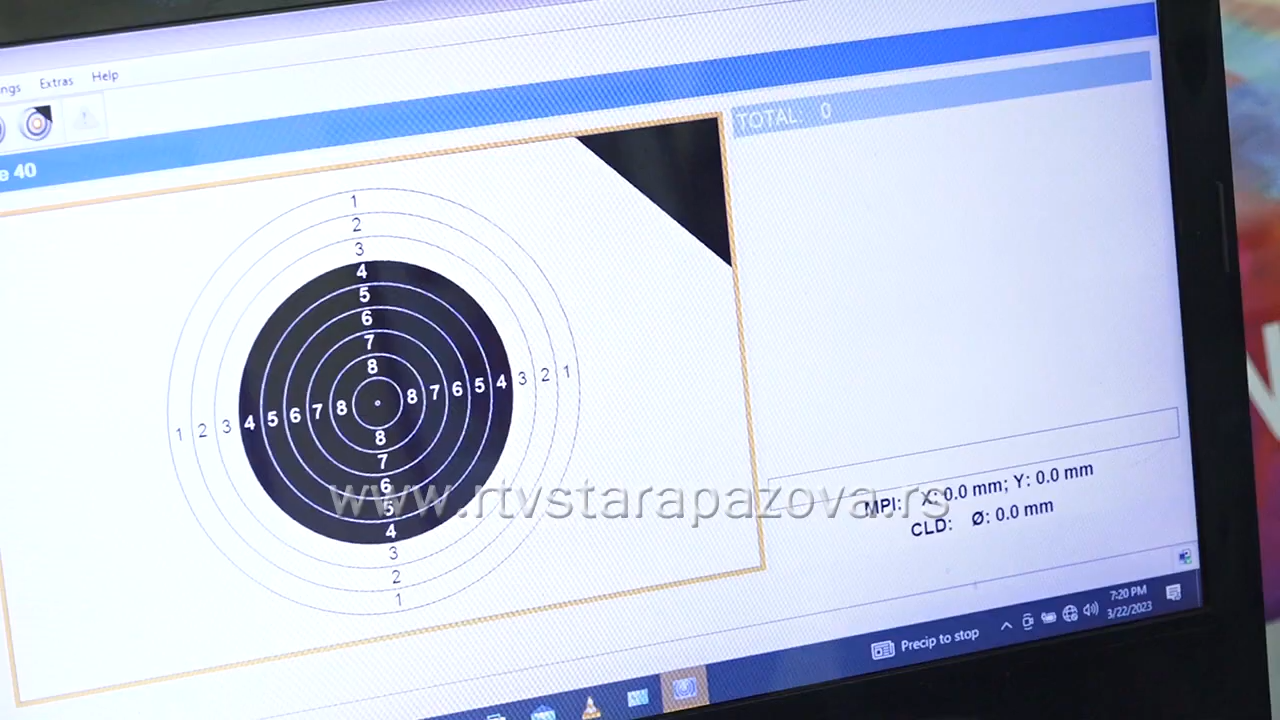 ngs Extras Help
e 40
TOTAL: 0
1
2
3
4
5
6
7
8
1 2 3 4 5 6 7 8 8 7 6 5 4 3 2 1
8
7
6
5
4
3
2
1
www.rtvstarapazova.rs
MPI: X: 0.0 mm; Y: 0.0 mm
CLD: Ø: 0.0 mm
Precip to stop
7:20 PM
3/22/2023